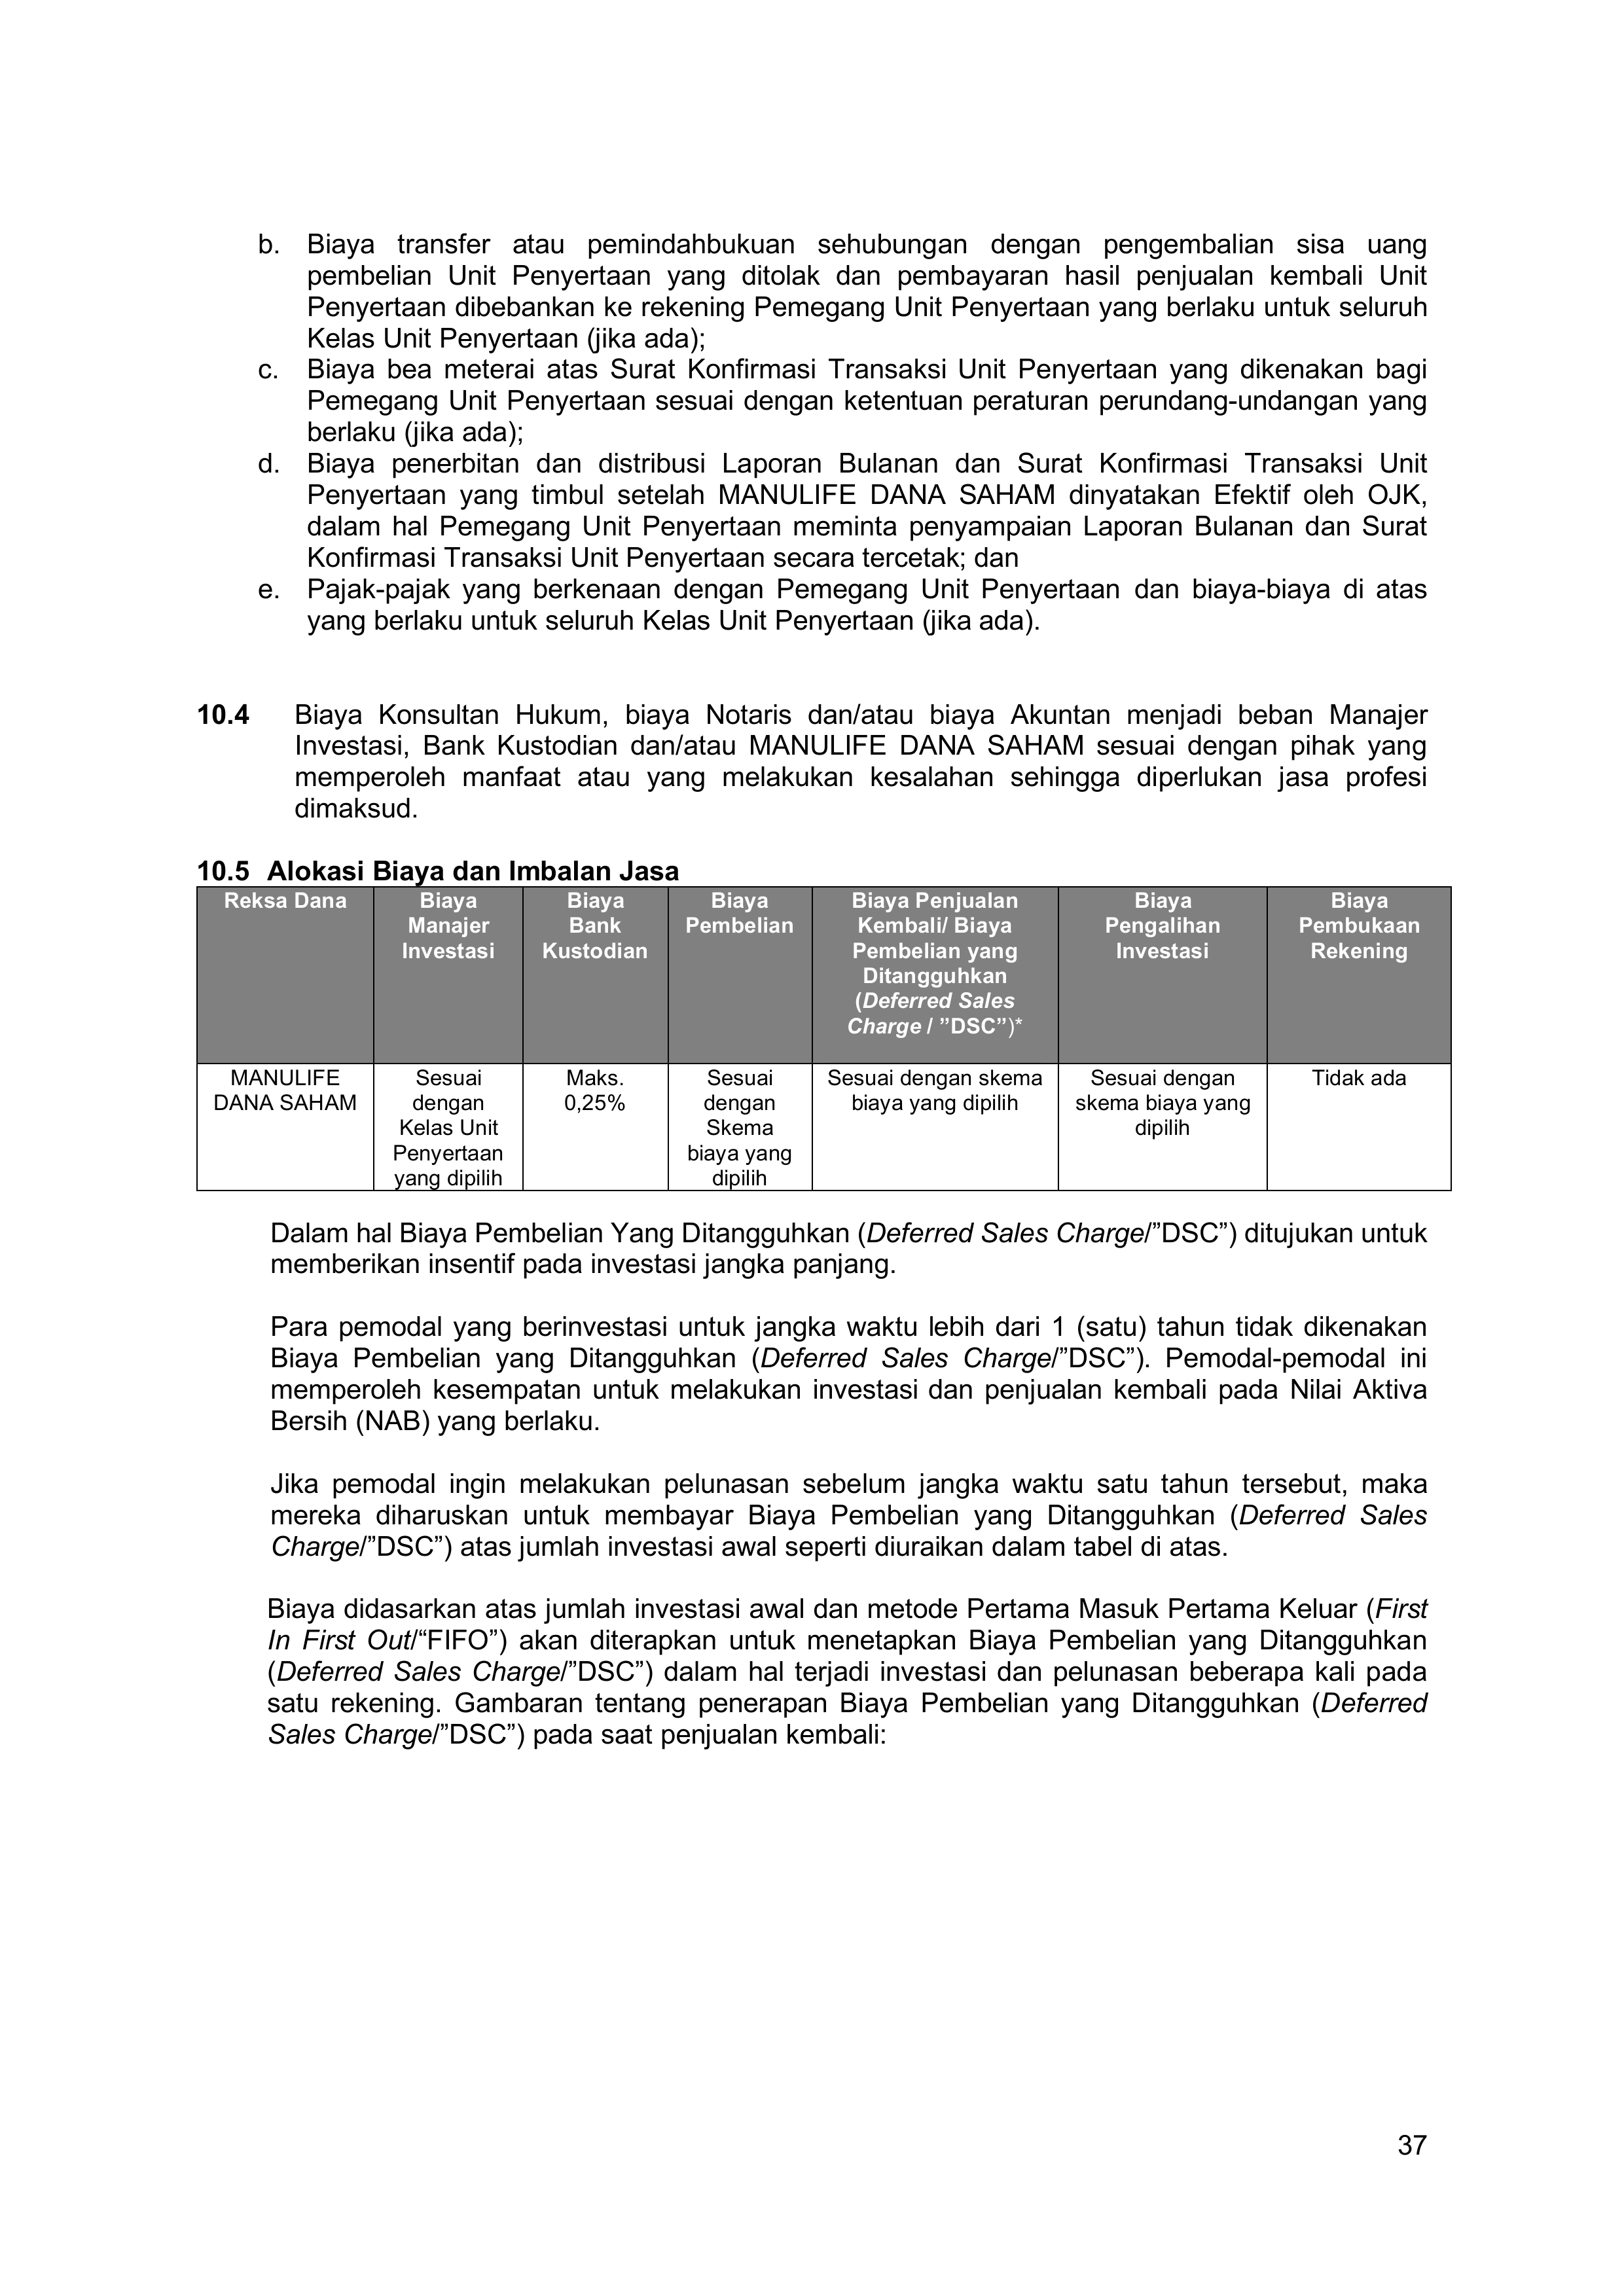 b. Biaya transfer atau pemindahbukuan sehubungan dengan pengembalian sisa uang
pembelian Unit Penyertaan yang ditolak dan pembayaran hasil penjualan kembali Unit
Penyertaan dibebankan ke rekening Pemegang Unit Penyertaan yang berlaku untuk seluruh
Kelas Unit Penyertaan (jika ada);
c. Biaya bea meterai atas Surat Konfirmasi Transaksi Unit Penyertaan yang dikenakan bagi
Pemegang Unit Penyertaan sesuai dengan ketentuan peraturan perundang-undangan yang
berlaku (jika ada);
d. Biaya penerbitan dan distribusi Laporan Bulanan dan Surat Konfirmasi Transaksi Unit
Penyertaan yang timbul setelah MANULIFE DANA SAHAM dinyatakan Efektif oleh OJK,
dalam hal Pemegang Unit Penyertaan meminta penyampaian Laporan Bulanan dan Surat
Konfirmasi Transaksi Unit Penyertaan secara tercetak; dan
e. Pajak-pajak yang berkenaan dengan Pemegang Unit Penyertaan dan biaya-biaya di atas
yang berlaku untuk seluruh Kelas Unit Penyertaan (jika ada).
10.4 Biaya Konsultan Hukum, biaya Notaris dan/atau biaya Akuntan menjadi beban Manajer
Investasi, Bank Kustodian dan/atau MANULIFE DANA SAHAM sesuai dengan pihak yang
memperoleh manfaat atau yang melakukan kesalahan sehingga diperlukan jasa profesi
dimaksud.
10.5 Alokasi Biaya dan Imbalan Jasa
Reksa Dana
Biaya
Manajer
Investasi
Biaya
Bank
Kustodian
Biaya
Pembelian
Biaya Penjualan
Kembali/ Biaya
Pembelian yang
Ditangguhkan
(Deferred Sales
Charge / ”DSC”)*
Biaya
Pengalihan
Investasi
Biaya
Pembukaan
Rekening
MANULIFE
DANA SAHAM
Sesuai
dengan
Kelas Unit
Penyertaan
yang dipilih
Maks.
0,25%
Sesuai
dengan
Skema
biaya yang
dipilih
Sesuai dengan skema
biaya yang dipilih
Sesuai dengan
skema biaya yang
dipilih
Tidak ada
Dalam hal Biaya Pembelian Yang Ditangguhkan (Deferred Sales Charge/”DSC”) ditujukan untuk
memberikan insentif pada investasi jangka panjang.
Para pemodal yang berinvestasi untuk jangka waktu lebih dari 1 (satu) tahun tidak dikenakan
Biaya Pembelian yang Ditangguhkan (Deferred Sales Charge/”DSC”). Pemodal-pemodal ini
memperoleh kesempatan untuk melakukan investasi dan penjualan kembali pada Nilai Aktiva
Bersih (NAB) yang berlaku.
Jika pemodal ingin melakukan pelunasan sebelum jangka waktu satu tahun tersebut, maka
mereka diharuskan untuk membayar Biaya Pembelian yang Ditangguhkan (Deferred Sales
Charge/”DSC”) atas jumlah investasi awal seperti diuraikan dalam tabel di atas.
Biaya didasarkan atas jumlah investasi awal dan metode Pertama Masuk Pertama Keluar (First
In First Out/“FIFO”) akan diterapkan untuk menetapkan Biaya Pembelian yang Ditangguhkan
(Deferred Sales Charge/”DSC”) dalam hal terjadi investasi dan pelunasan beberapa kali pada
satu rekening. Gambaran tentang penerapan Biaya Pembelian yang Ditangguhkan (Deferred
Sales Charge/”DSC”) pada saat penjualan kembali:
37